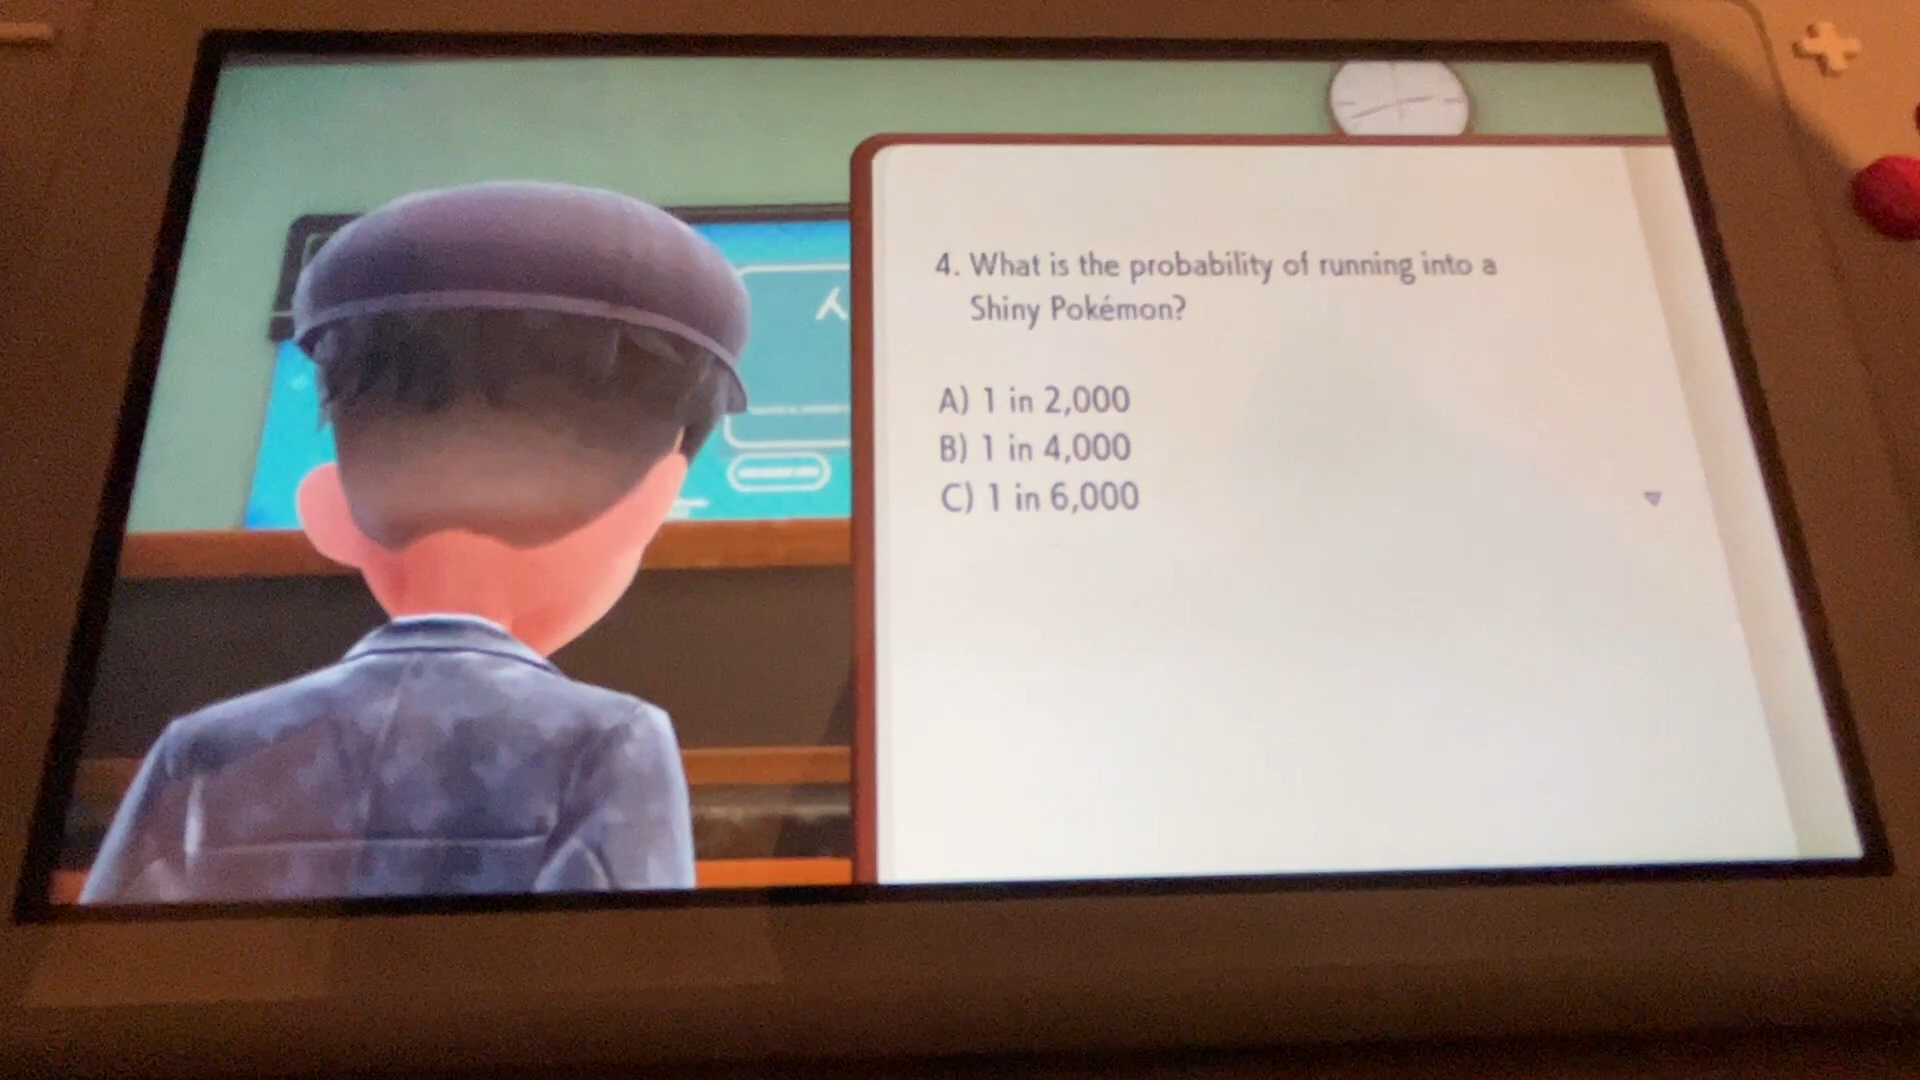 4. What is the probability of running into a
Shiny Pokémon?
A) 1 in 2,000
B) 1 in 4,000
C) 1 in 6,000